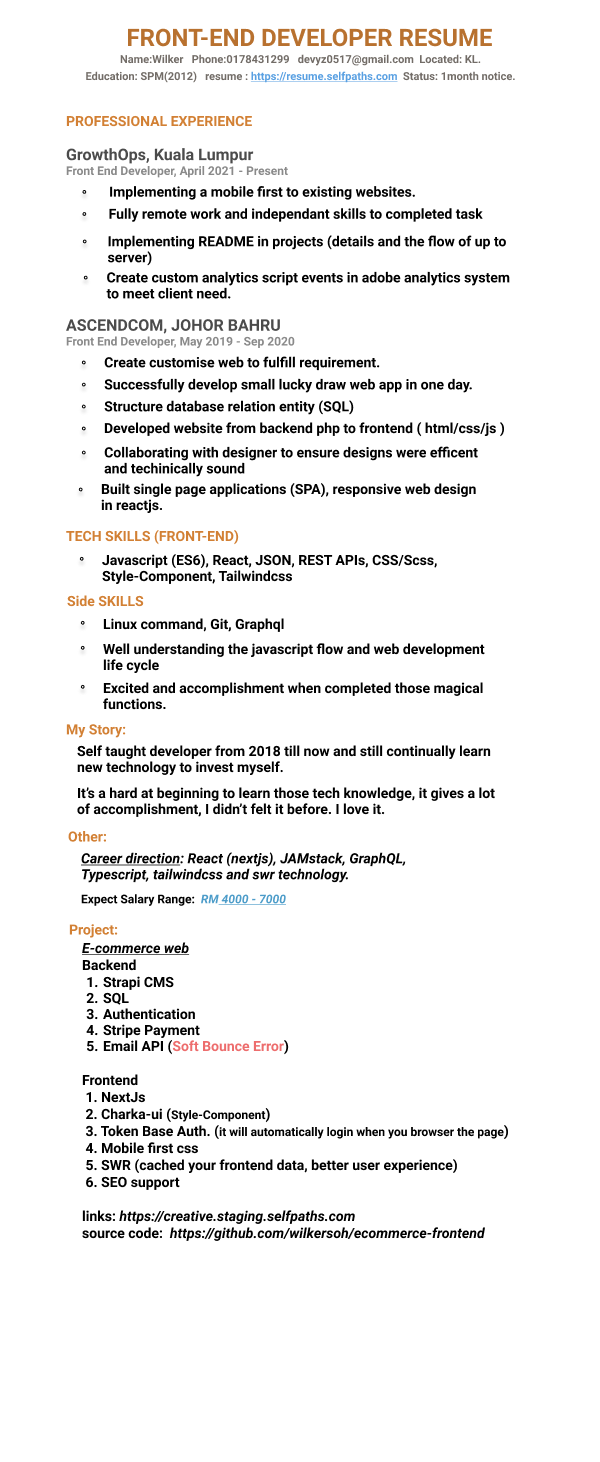 FRONT-END DEVELOPER RESUME
Name:Wilker Phone:0178431299 devyz0517@gmail.com Located: KL.
Education: SPM(2012) resume : https://resume.selfpaths.com Status: 1month notice.
PROFESSIONAL EXPERIENCE
GrowthOps, Kuala Lumpur
Front End Developer, April 2021 - Present
Implementing a mobile first to existing websites.
Fully remote work and independant skills to completed task
Implementing README in projects (details and the flow of up to
server)
Create custom analytics script events in adobe analytics system
to meet client need.
ASCENDCOM, JOHOR BAHRU
Front End Developer, May 2019 - Sep 2020
Create customise web to fulfill requirement.
Successfully develop small lucky draw web app in one day.
Structure database relation entity (SQL)
Developed website from backend php to frontend ( html/css/js )
Collaborating with designer to ensure designs were efficent
and techinically sound
Built single page applications (SPA), responsive web design
in reactjs.
TECH SKILLS (FRONT-END)
Javascript (ES6), React, JSON, REST APIs, CSS/Scss,
Style-Component, Tailwindcss
Side SKILLS
Linux command, Git, Graphql
Well understanding the javascript flow and web development
life cycle
Excited and accomplishment when completed those magical
functions.
My Story:
Self taught developer from 2018 till now and still continually learn
new technology to invest myself.
It's a hard at beginning to learn those tech knowledge, it gives a lot
of accomplishment, I didn't felt it before. I love it.
Other:
Career direction: React (nextjs), JAMstack, GraphQL,
Typescript, tailwindcss and swr technology.
Expect Salary Range: RM 4000 - 7000
Project:
E-commerce web
Backend
1. Strapi CMS
2. SQL
3. Authentication
4. Stripe Payment
5. Email API (Soft Bounce Error)
Frontend
1. NextJs
2. Charka-ui (Style-Component)
3. Token Base Auth. (it will automatically login when you browser the page)
4. Mobile first css
5. SWR (cached your frontend data, better user experience)
6. SEO support
links: https://creative.staging.selfpaths.com
source code: https://github.com/wilkersoh/ecommerce-frontend